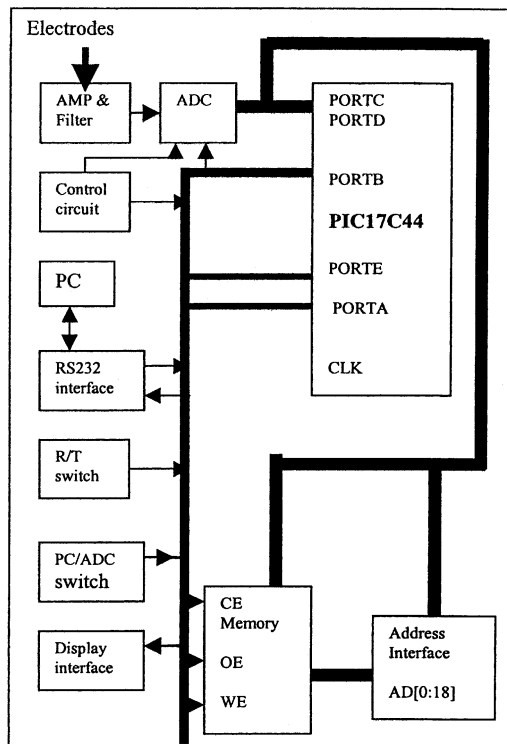 Electrodes
AMP &
Filter
ADC
PORTC
PORTD
Control
circuit
PORTB
PIC17C44
PC
PORTE
PORTA
RS232
interface
CLK
R/T
switch
PC/ADC
switch
CE
Memory
OE
WE
Display
interface
Address
Interface
AD[0:18]